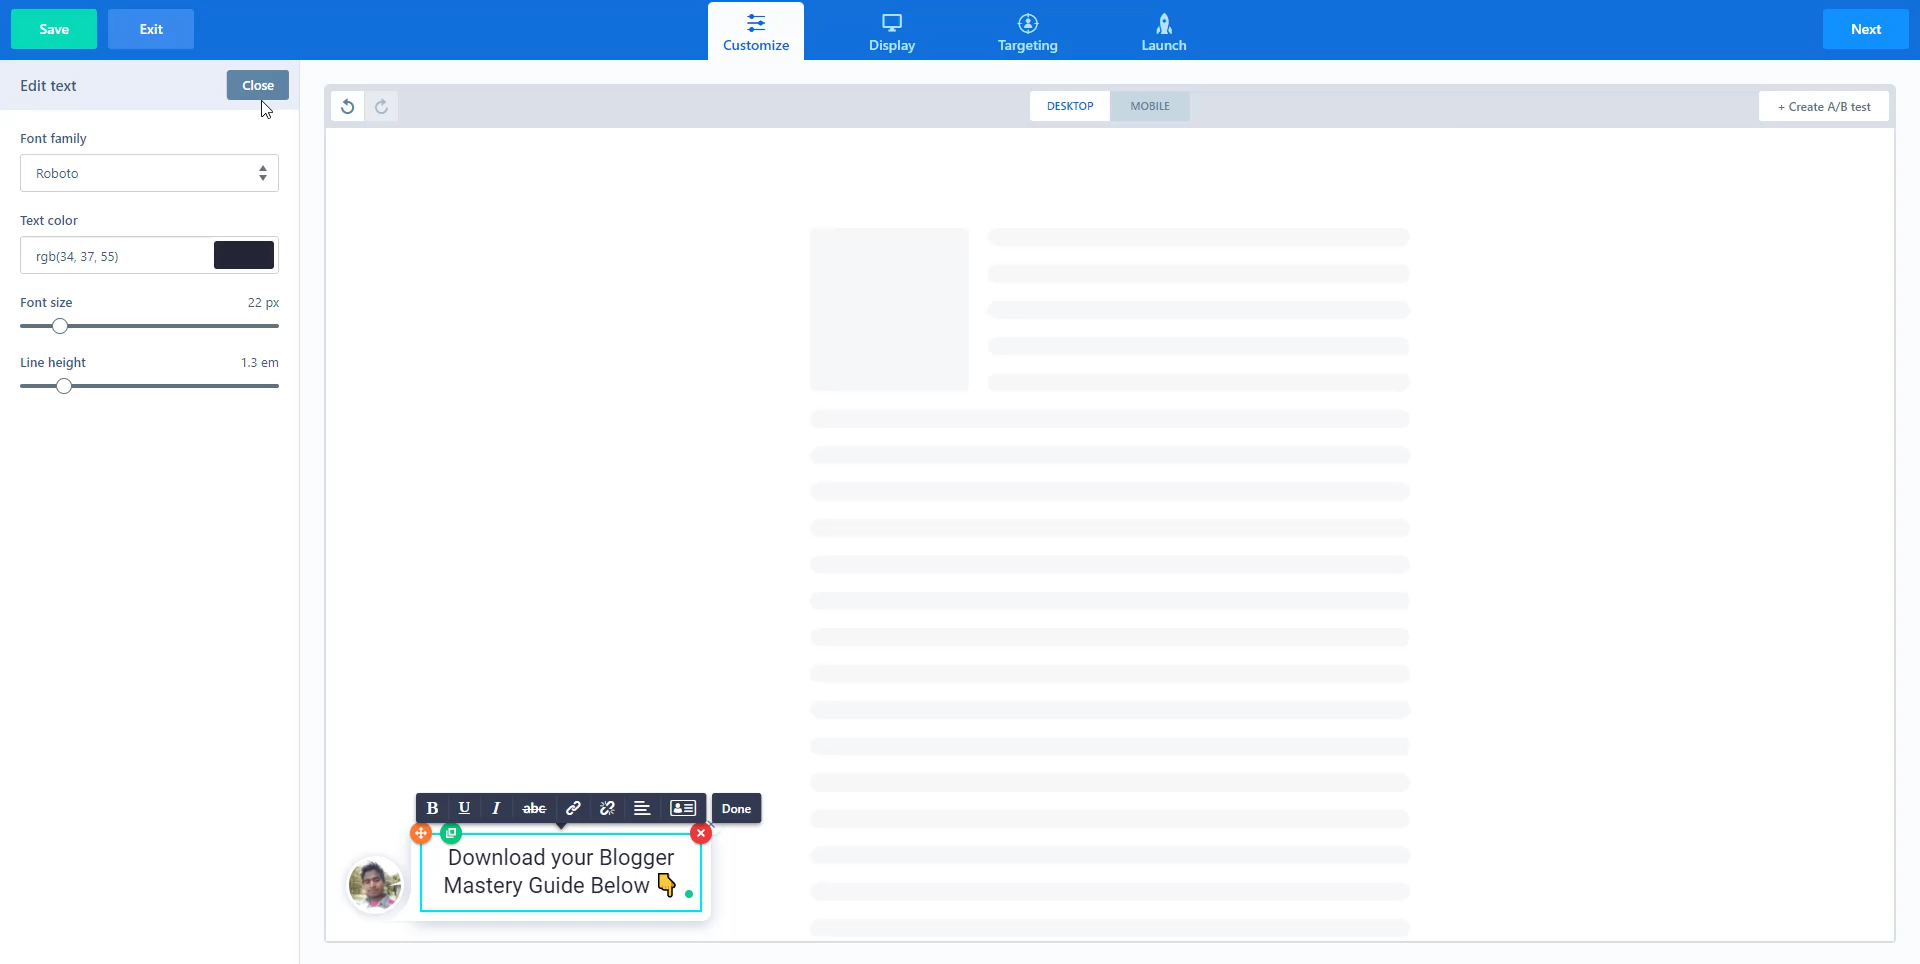 Save
Exit
Customize
Display
Targeting
Launch
Next
Edit text
Close
DESKTOP
MOBILE
+ Create A/B test
Font family
Roboto
Text color
rgb(34, 37, 55)
Font size
22 px
Line height
1.3 em
B
U
I
abc
Done
Download your Blogger
Mastery Guide Below 👇